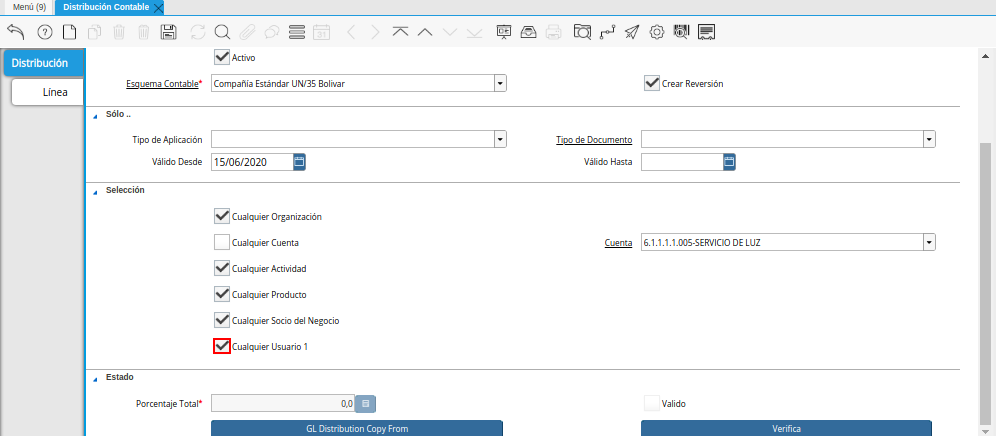 Menú (9) Distribución Contable
Distribución
Línea
Activo
Esquema Contable* Compañía Estándar UN/35 Bolivar Crear Reversión
Sólo ..
Tipo de Aplicación Tipo de Documento
Válido Desde 15/06/2020 Válido Hasta
Selección
Cualquier Organización
Cualquier Cuenta Cuenta 6.1.1.1.1.005-SERVICIO DE LUZ
Cualquier Actividad
Cualquier Producto
Cualquier Socio del Negocio
Cualquier Usuario 1
Estado
Porcentaje Total* 0,0 Valido
GL Distribution Copy From Verifica